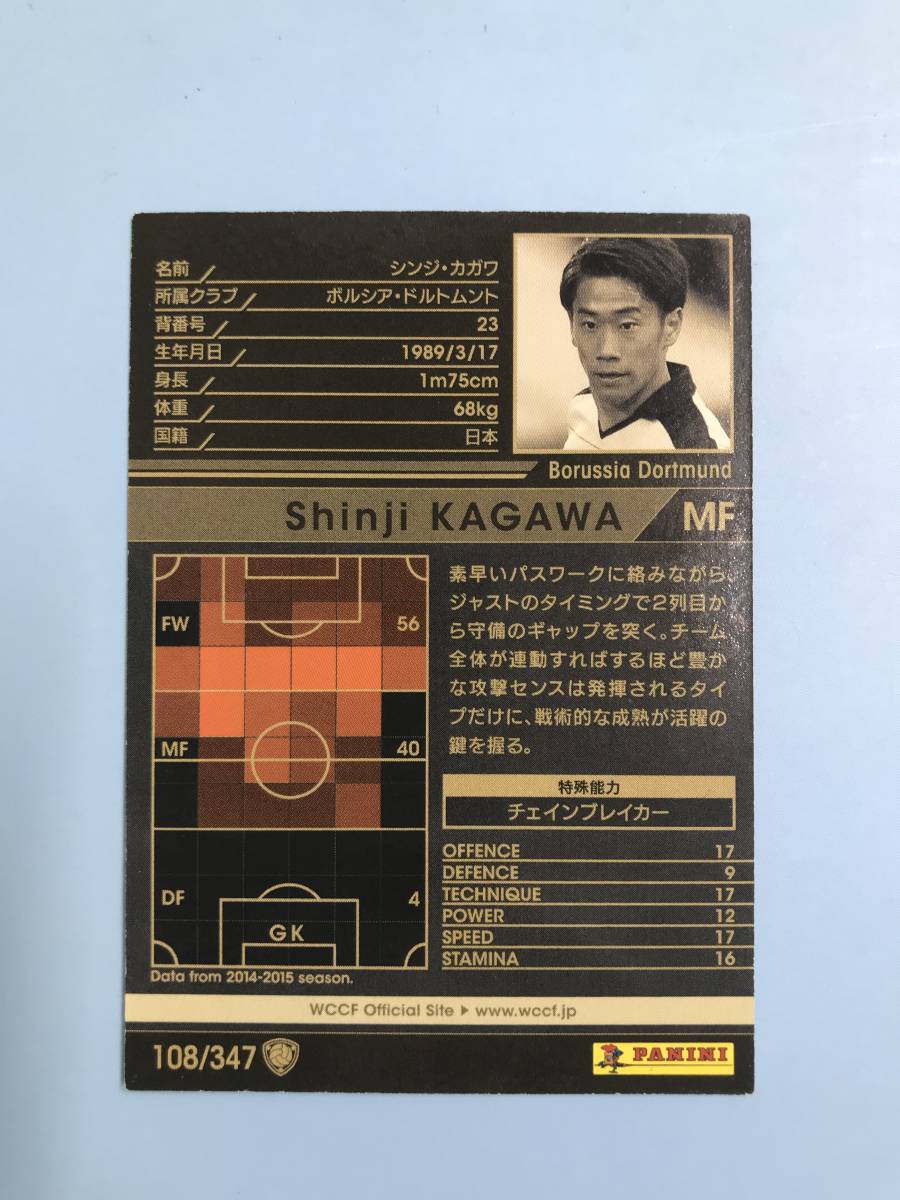 名前 シンジ・カガワ
所属クラブ ボルシア・ドルトムント
背番号 23
生年月日 1989/3/17
身長 1m75cm
体重 68kg
国籍 日本
Borussia Dortmund
Shinji KAGAWA MF
FW 56
MF 40
DF 4
GK
Data from 2014-2015 season.
素早いパスワークに絡みながら、
ジャストのタイミングで2列目か
ら守備のギャップを突く。チーム
全体が連動すればするほど豊か
な攻撃センスは発揮されるタイ
プだけに、戦術的な成熟が活躍の
鍵を握る。
特殊能力
チェインブレイカー
OFFENCE 17
DEFENCE 9
TECHNIQUE 17
POWER 12
SPEED 17
STAMINA 16
WCCF Official Site ▶ www.wccf.jp
108/347
PANINI